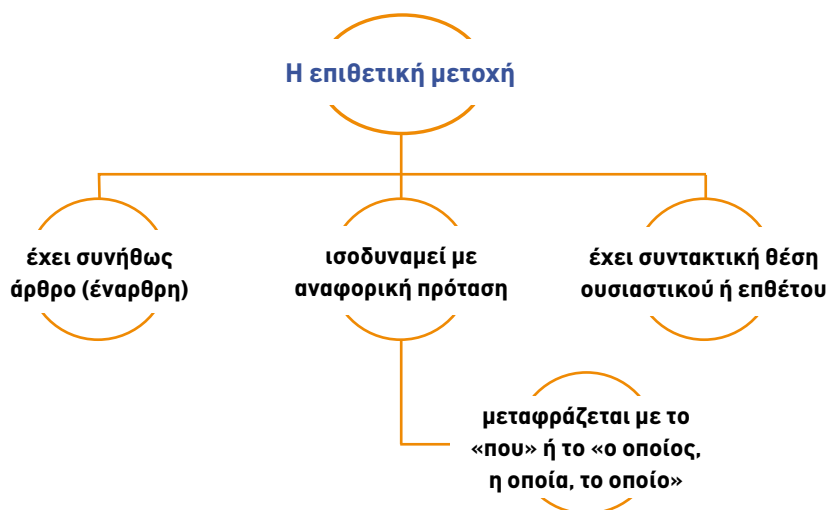 Η επιθετική μετοχή
έχει συνήθως
άρθρο (έναρθρη)
ισοδυναμεί με
αναφορική πρόταση
έχει συντακτική θέση
ουσιαστικού ή επθέτου
μεταφράζεται με το
«που» ή το «ο οποίος,
η οποία, το οποίο»